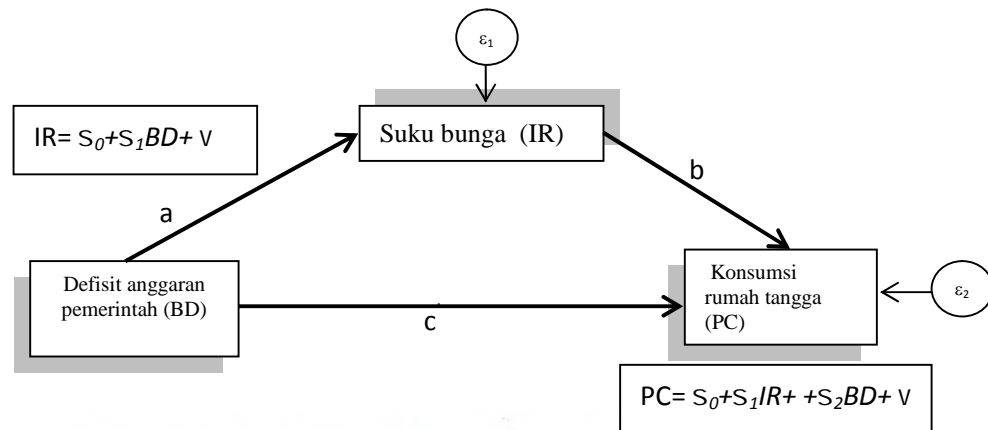 ε1
IR= S0+S1BD+ V
Suku bunga (IR)
a
b
Defisit anggaran
pemerintah (BD)
c
Konsumsi
rumah tangga
(PC)
ε2
PC= S0+S1IR+ +S2BD+ V